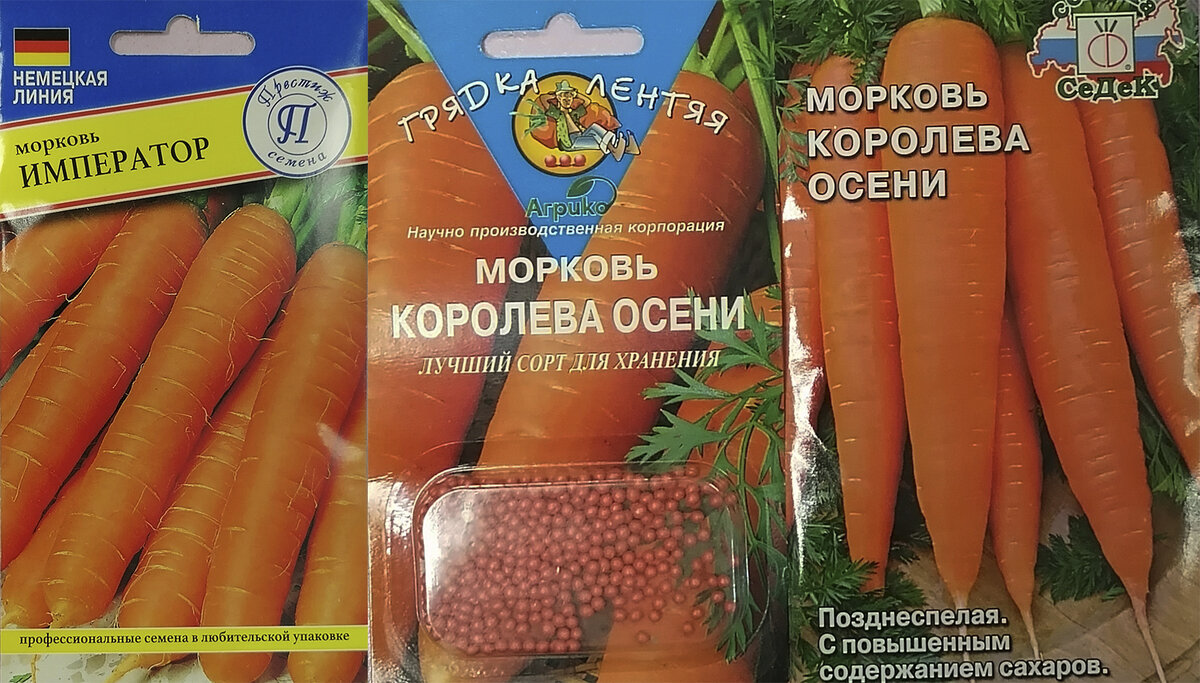 НЕМЕЦКАЯ
ЛИНИЯ
Престиж
П
семена
морковь
ИМПЕРАТОР
профессиональные семена в любительской упаковке
ГРЯДКА ЛЕНТЯЯ
Агрико
Научно производственная корпорация
МОРКОВЬ
КОРОЛЕВА ОСЕНИ
ЛУЧШИЙ СОРТ ДЛЯ ХРАНЕНИЯ
СеДеК
МОРКОВЬ
КОРОЛЕВА
ОСЕНИ
Позднеспелая.
С повышенным
содержанием сахаров.